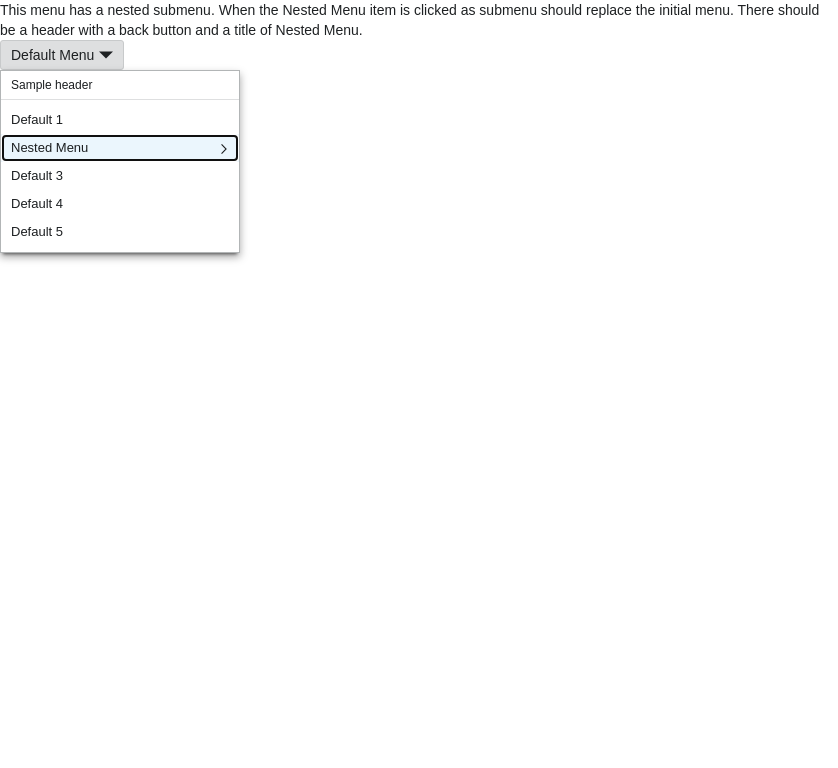 This menu has a nested submenu. When the Nested Menu item is clicked as submenu should replace the initial menu. There should
be a header with a back button and a title of Nested Menu.
Default Menu
Sample header
Default 1
Nested Menu
Default 3
Default 4
Default 5